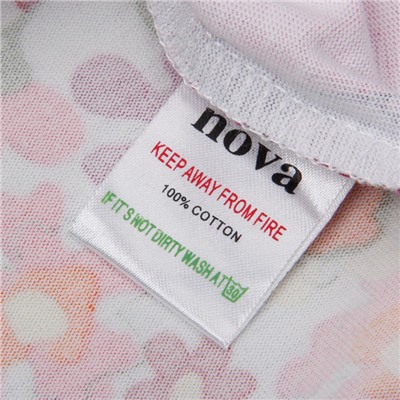 nova
KEEP AWAY FROM FIRE
100% COTTON
IF IT'S NOT DIRTY WASH AT 30